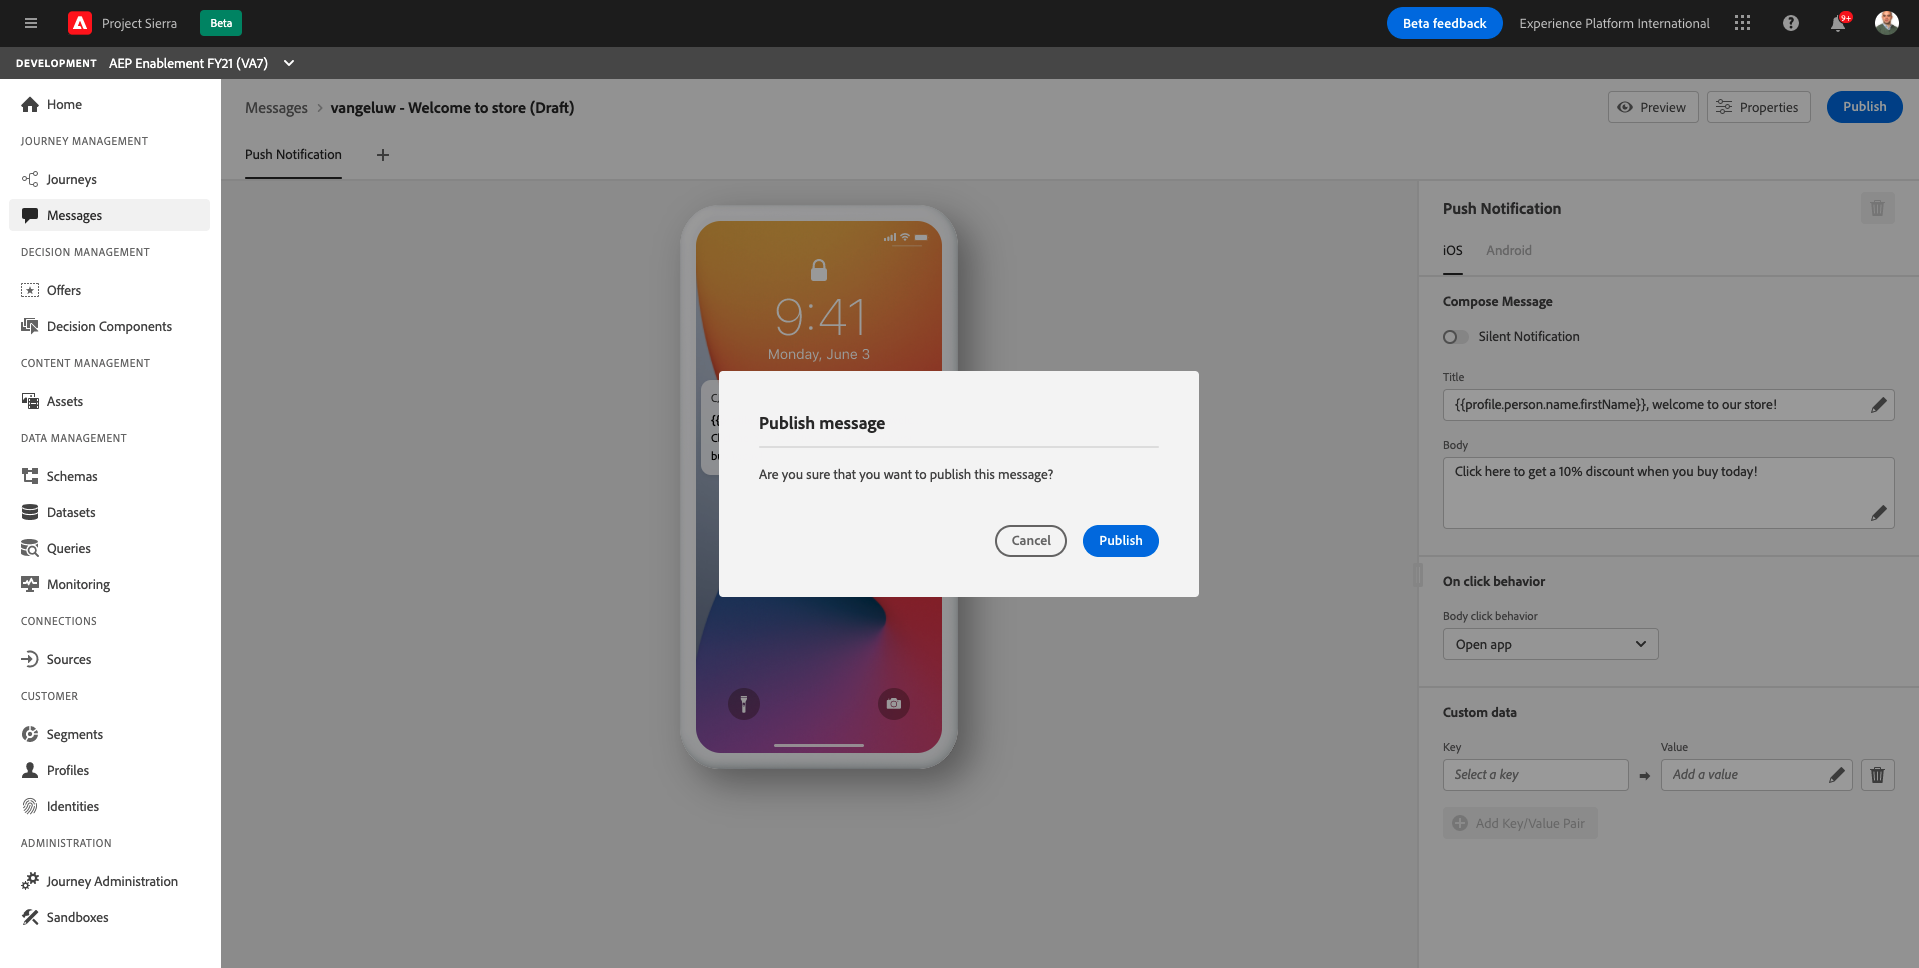 Project Sierra
Beta
Beta feedback
Experience Platform International
9+
DEVELOPMENT
AEP Enablement FY21 (VA7)
Home
JOURNEY MANAGEMENT
Journeys
Messages
DECISION MANAGEMENT
Offers
Decision Components
CONTENT MANAGEMENT
Assets
DATA MANAGEMENT
Schemas
Datasets
Queries
Monitoring
CONNECTIONS
Sources
CUSTOMER
Segments
Profiles
Identities
ADMINISTRATION
Journey Administration
Sandboxes
Messages > vangeluw - Welcome to store (Draft)
Preview
Properties
Publish
Push Notification
9:41
Monday, June 3
Publish message
Are you sure that you want to publish this message?
Cancel
Publish
Push Notification
iOS
Android
Compose Message
Silent Notification
Title
{{profile.person.name.firstName}}, welcome to our store!
Body
Click here to get a 10% discount when you buy today!
On click behavior
Body click behavior
Open app
Custom data
Key
Value
Select a key
Add a value
Add Key/Value Pair